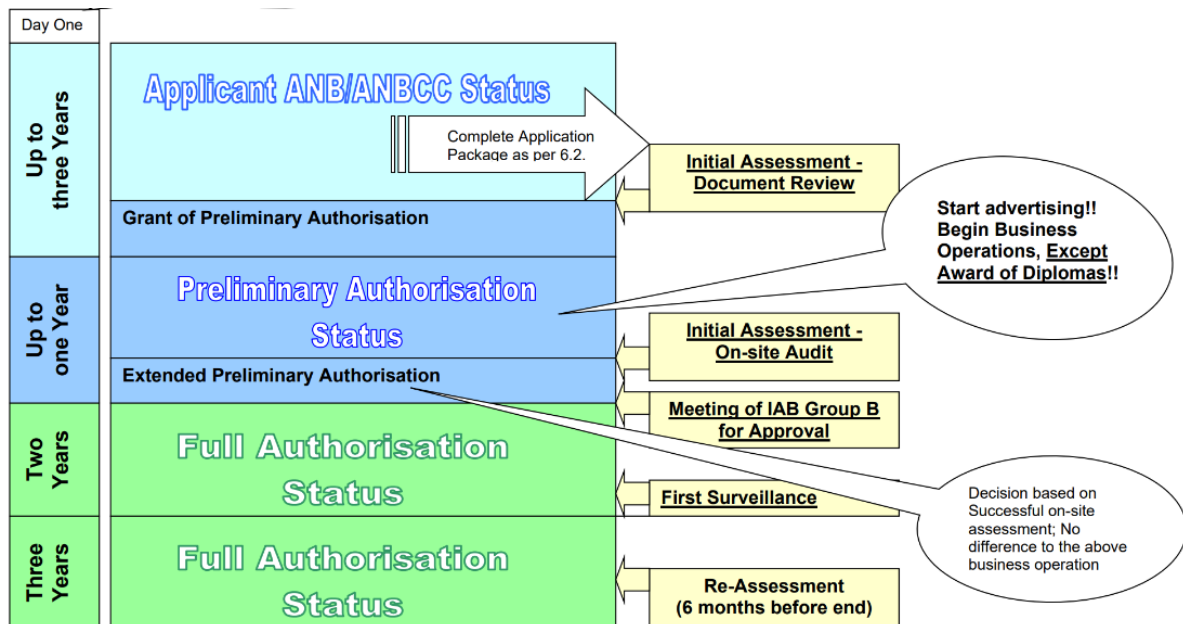 Day One
Up to
three Years
Applicant ANB/ANBCC Status
Complete Application
Package as per 6.2.
Initial Assessment -
Document Review
Grant of Preliminary Authorisation
Start advertising!!
Begin Business
Operations, Except
Award of Diplomas!!
Up to
one Year
Preliminary Authorisation
Status
Initial Assessment -
On-site Audit
Extended Preliminary Authorisation
Meeting of IAB Group B
for Approval
Two
Years
Full Authorisation
Status
First Surveillance
Decision based on
Successful on-site
assessment; No
difference to the above
business operation
Three
Years
Full Authorisation
Status
Re-Assessment
(6 months before end)